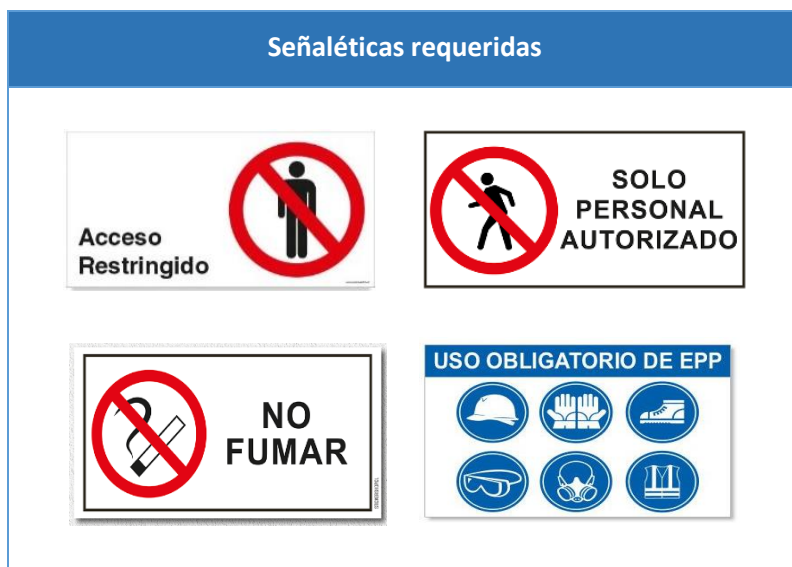 Señaléticas requeridas
Acceso
Restringido
SOLO
PERSONAL
AUTORIZADO
NO
FUMAR
USO OBLIGATORIO DE EPP